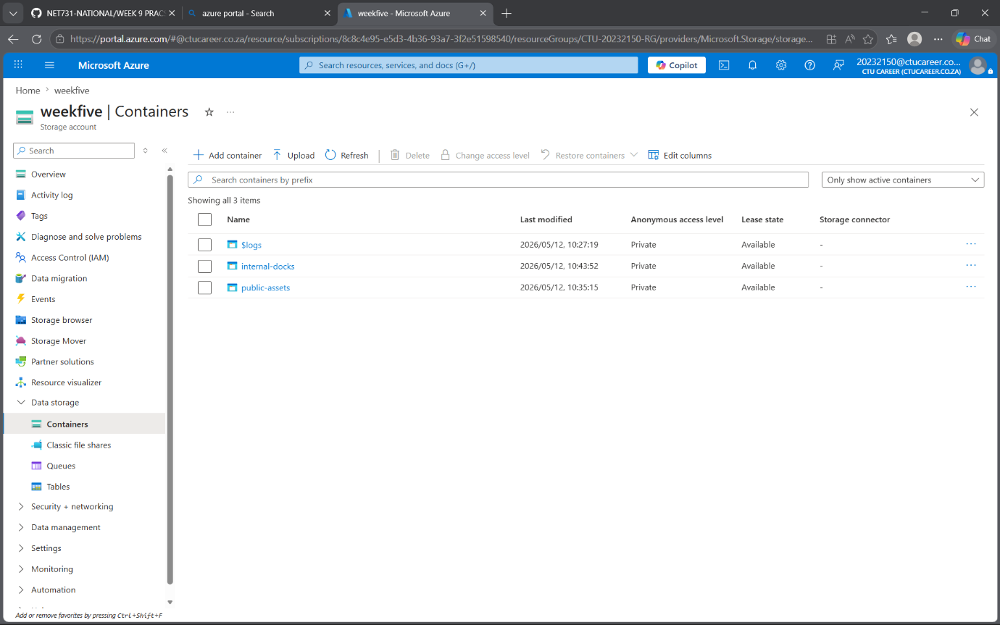 NET731-NATIONAL/WEEK 9 PRAC
azure portal - Search
weekfive - Microsoft Azure
https://portal.azure.com/#@ctucareer.co.za/resource/subscriptions/8c8c4e95-e5d3-4b36-93a7-3f2e51598540/resourceGroups/CTU-20232150-RG/providers/Microsoft.Storage/storage...
Chat
Microsoft Azure
Search resources, services, and docs (G+/)
Copilot
20232150@ctucareer.co...
CTU CAREER (CTUCAREER.CO.ZA)
Home > weekfive
weekfive | Containers
Storage account
Search
Add container
Upload
Refresh
Delete
Change access level
Restore containers
Edit columns
Search containers by prefix
Only show active containers
Showing all 3 items
Name Last modified Anonymous access level Lease state Storage connector
$logs 2026/05/12, 10:27:19 Private Available -
internal-docks 2026/05/12, 10:43:52 Private Available -
public-assets 2026/05/12, 10:35:15 Private Available -
Overview
Activity log
Tags
Diagnose and solve problems
Access Control (IAM)
Data migration
Events
Storage browser
Storage Mover
Partner solutions
Resource visualizer
Data storage
Containers
Classic file shares
Queues
Tables
Security + networking
Data management
Settings
Monitoring
Automation
Add or remove favorites by pressing Ctrl+Shift+F